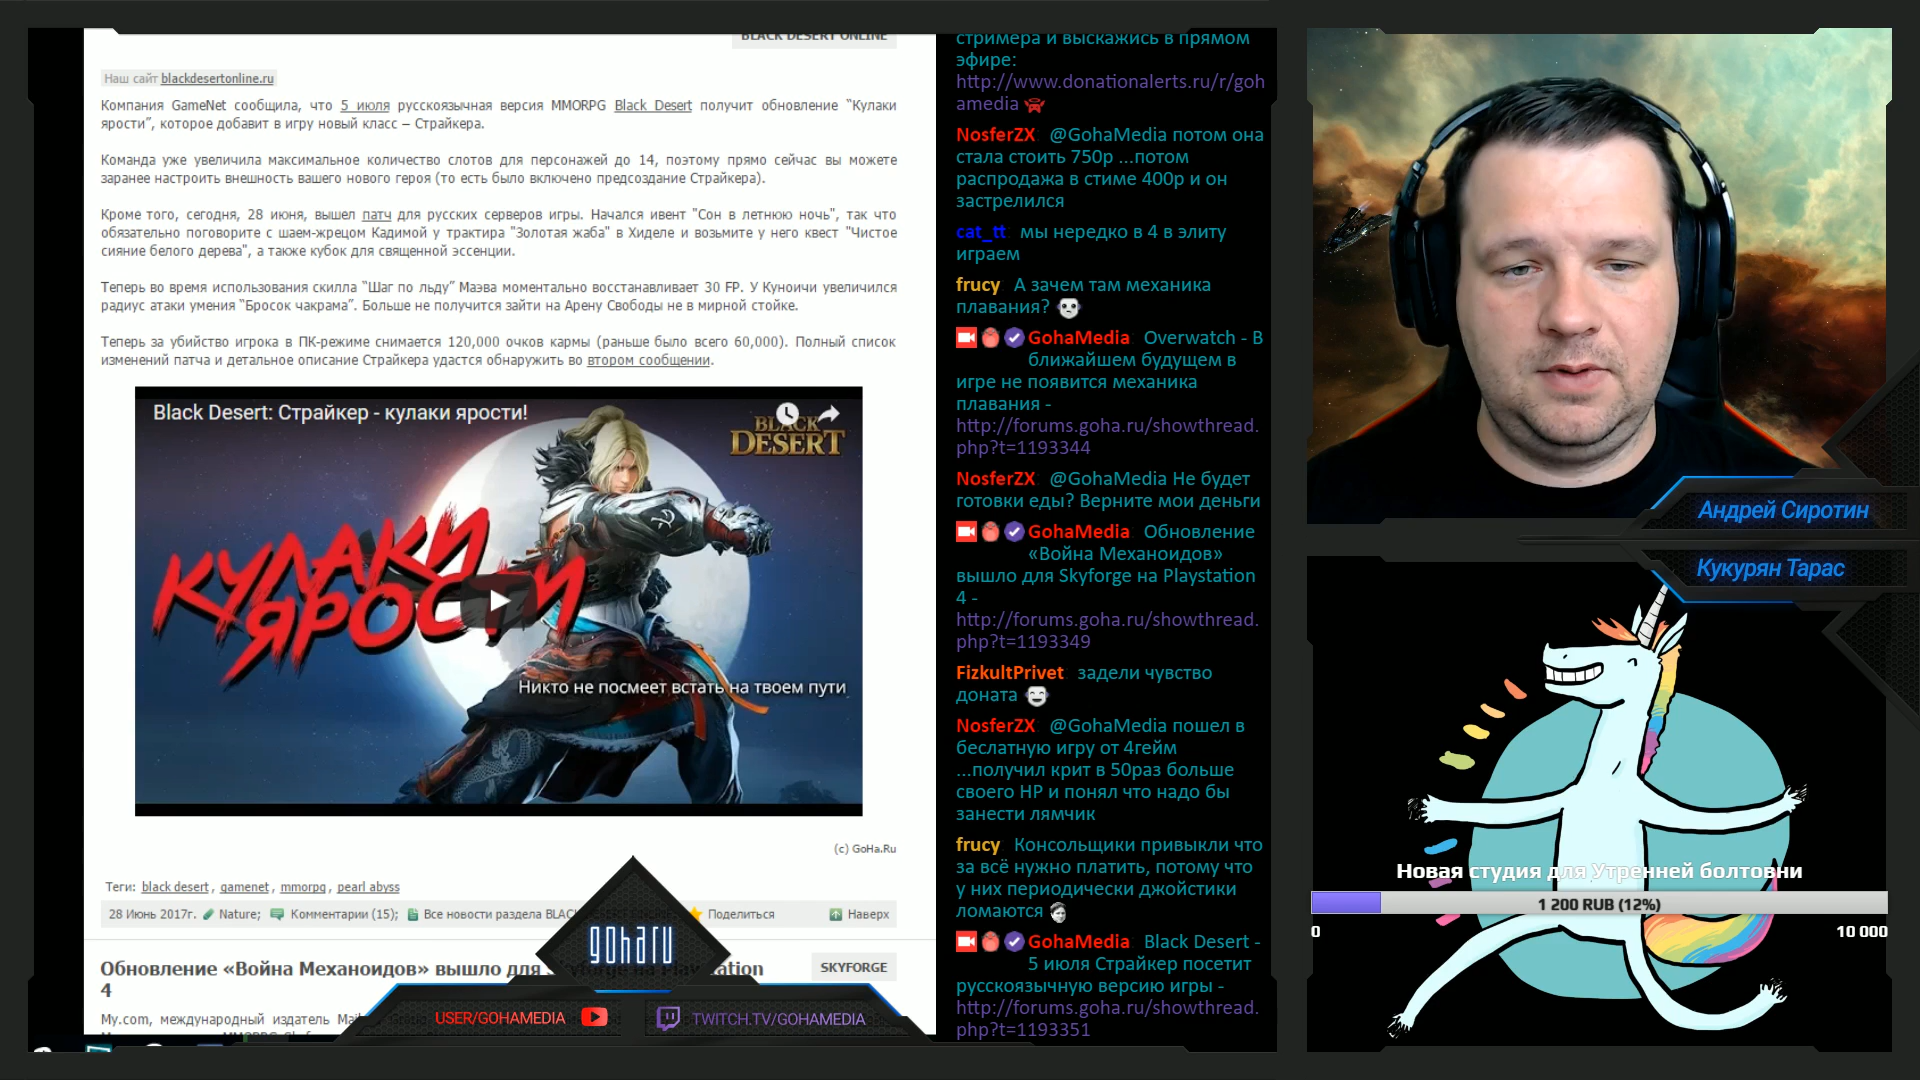 BLACK DESERT ONLINE
Наш сайт blackdesertonline.ru
Компания GameNet сообщила, что 5 июля русскоязычная версия MMORPG Black Desert получит обновление “Кулаки
ярости”, которое добавит в игру новый класс – Страйкера.
Команда уже увеличила максимальное количество слотов для персонажей до 14, поэтому прямо сейчас вы можете
заранее настроить внешность вашего нового героя (то есть было включено предсоздание Страйкера).
Кроме того, сегодня, 28 июня, вышел патч для русских серверов игры. Начался ивент "Сон в летнюю ночь", так что
обязательно поговорите с шаем-жрецом Кадимой у трактира "Золотая жаба" в Хиделе и возьмите у него квест "Чистое
сияние белого дерева", а также кубок для священной эссенции.
Теперь во время использования скилла “Шаг по льду” Маэва моментально восстанавливает 30 FP. У Куноичи увеличился
радиус атаки умения “Бросок чакрама”. Больше не получится зайти на Арену Свободы не в мирной стойке.
Теперь за убийство игрока в ПК-режиме снимается 120,000 очков кармы (раньше было всего 60,000). Полный список
изменений патча и детальное описание Страйкера удастся обнаружить во втором сообщении.
Black Desert: Страйкер - кулаки ярости!
BLACK
DESERT
КУЛАКИ
ЯРОСТИ
Никто не посмеет встать на твоем пути
(c) GoHa.Ru
Теги: black desert, gamenet, mmorpg, pearl abyss
28 Июнь 2017г. Nature; Комментарии (15); Все новости раздела Поделиться Наверх
Обновление «Война Механоидов» вышло для
4
SKYFORGE
My.com, международный издатель
goharu
USER/GOHAMEDIA
TWITCH.TV/GOHAMEDIA
стримера и выскажись в прямом
эфире:
http://www.donationalerts.ru/r/goh
amedia
NosferZX @GohaMedia потом она
стала стоить 750р ...потом
распродажа в стиме 400р и он
застрелился
cat_tt мы нередко в 4 в элиту
играем
frucy А зачем там механика
плавания?
GohaMedia Overwatch - В
ближайшем будущем в
игре не появится механика
плавания -
http://forums.goha.ru/showthread.
php?t=1193344
NosferZX @GohaMedia Не будет
готовки еды? Верните мои деньги
GohaMedia Обновление
«Война Механоидов»
вышло для Skyforge на Playstation
4 -
http://forums.goha.ru/showthread.
php?t=1193349
FizkultPrivet задели чувство
доната
NosferZX @GohaMedia пошел в
беслатную игру от 4гейм
...получил крит в 50раз больше
своего HP и понял что надо бы
занести лямчик
frucy Консольщики привыкли что
за всё нужно платить, потому что
у них периодически джойстики
ломаются
GohaMedia Black Desert -
5 июля Страйкер посетит
русскоязычную версию игры -
http://forums.goha.ru/showthread.
php?t=1193351
Андрей Сиротин
Кукурян Тарас
Новая студия для Утренней болтовни
1 200 RUB (12%)
0
10 000